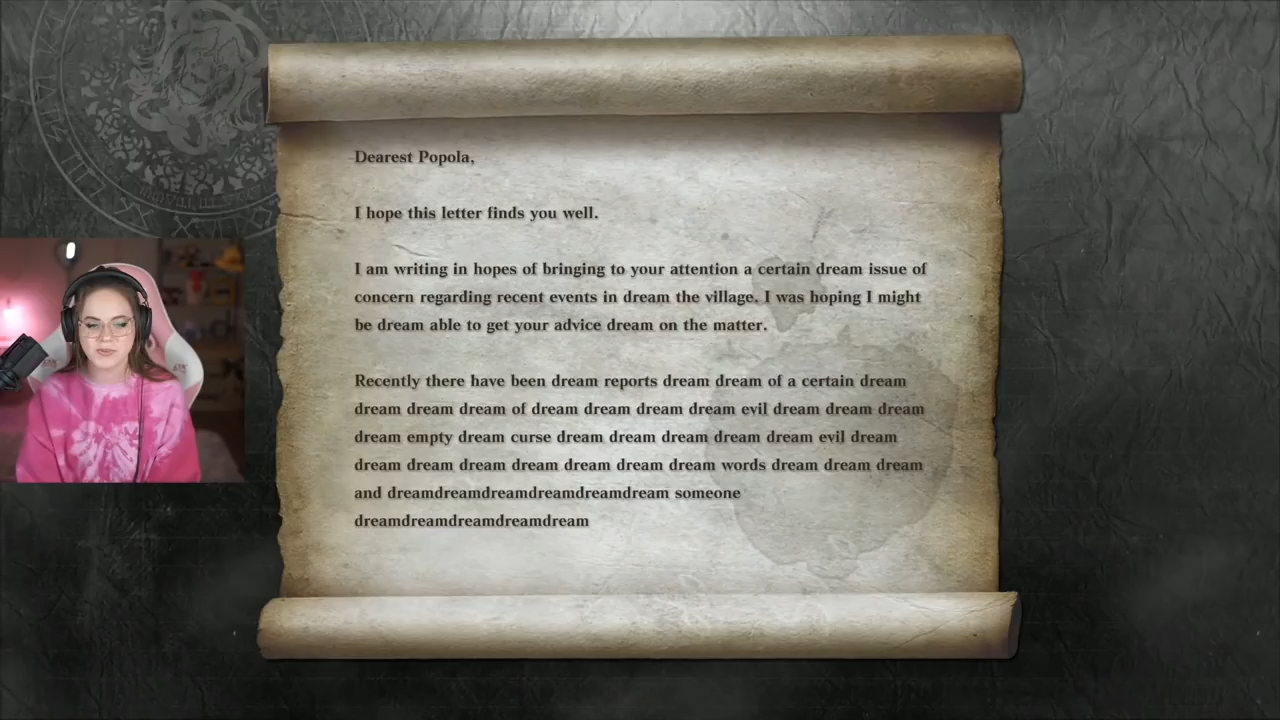 Dearest Popola,
I hope this letter finds you well.
I am writing in hopes of bringing to your attention a certain dream issue of
concern regarding recent events in dream the village. I was hoping I might
be dream able to get your advice dream on the matter.
Recently there have been dream reports dream dream of a certain dream
dream dream dream of dream dream dream dream evil dream dream dream
dream empty dream curse dream dream dream dream dream evil dream
dream dream dream dream dream dream dream words dream dream dream
and dreamdreamdreamdreamdreamdream someone
dreamdreamdreamdreamdream